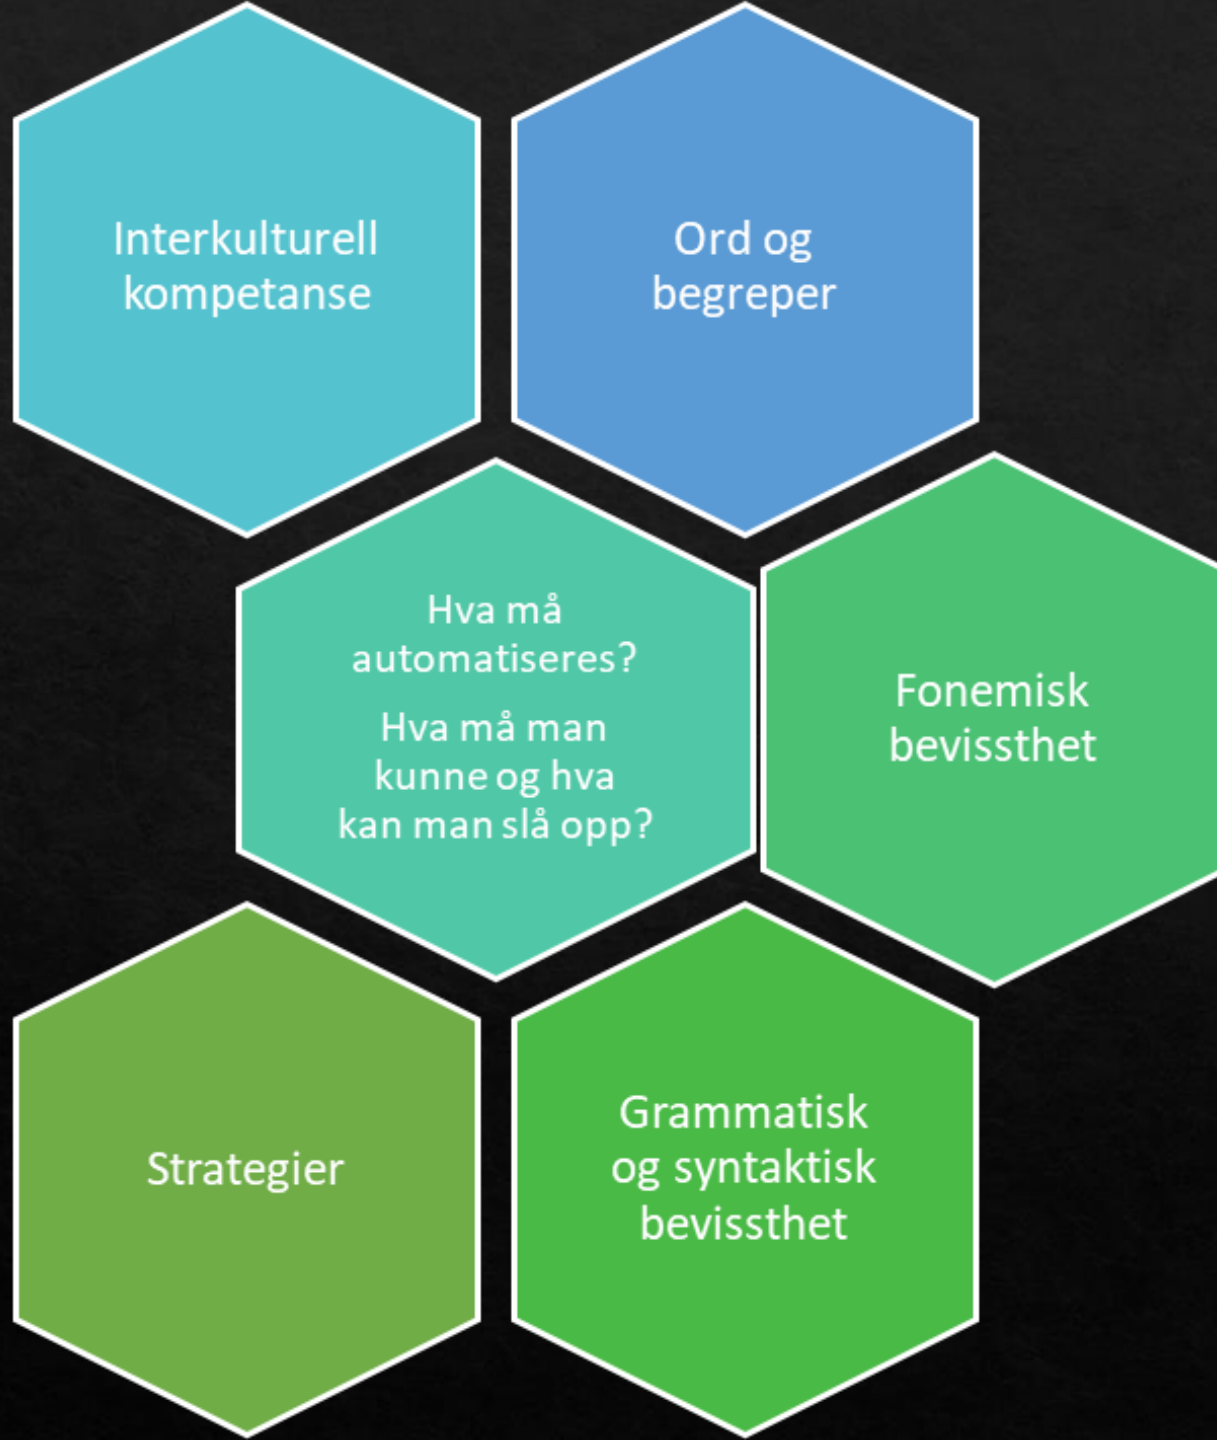 Interkulturell
kompetanse
Ord og
begreper
Hva må
automatiseres?
Hva må man
kunne og hva
kan man slå opp?
Fonemisk
bevissthet
Strategier
Grammatisk
og syntaktisk
bevissthet